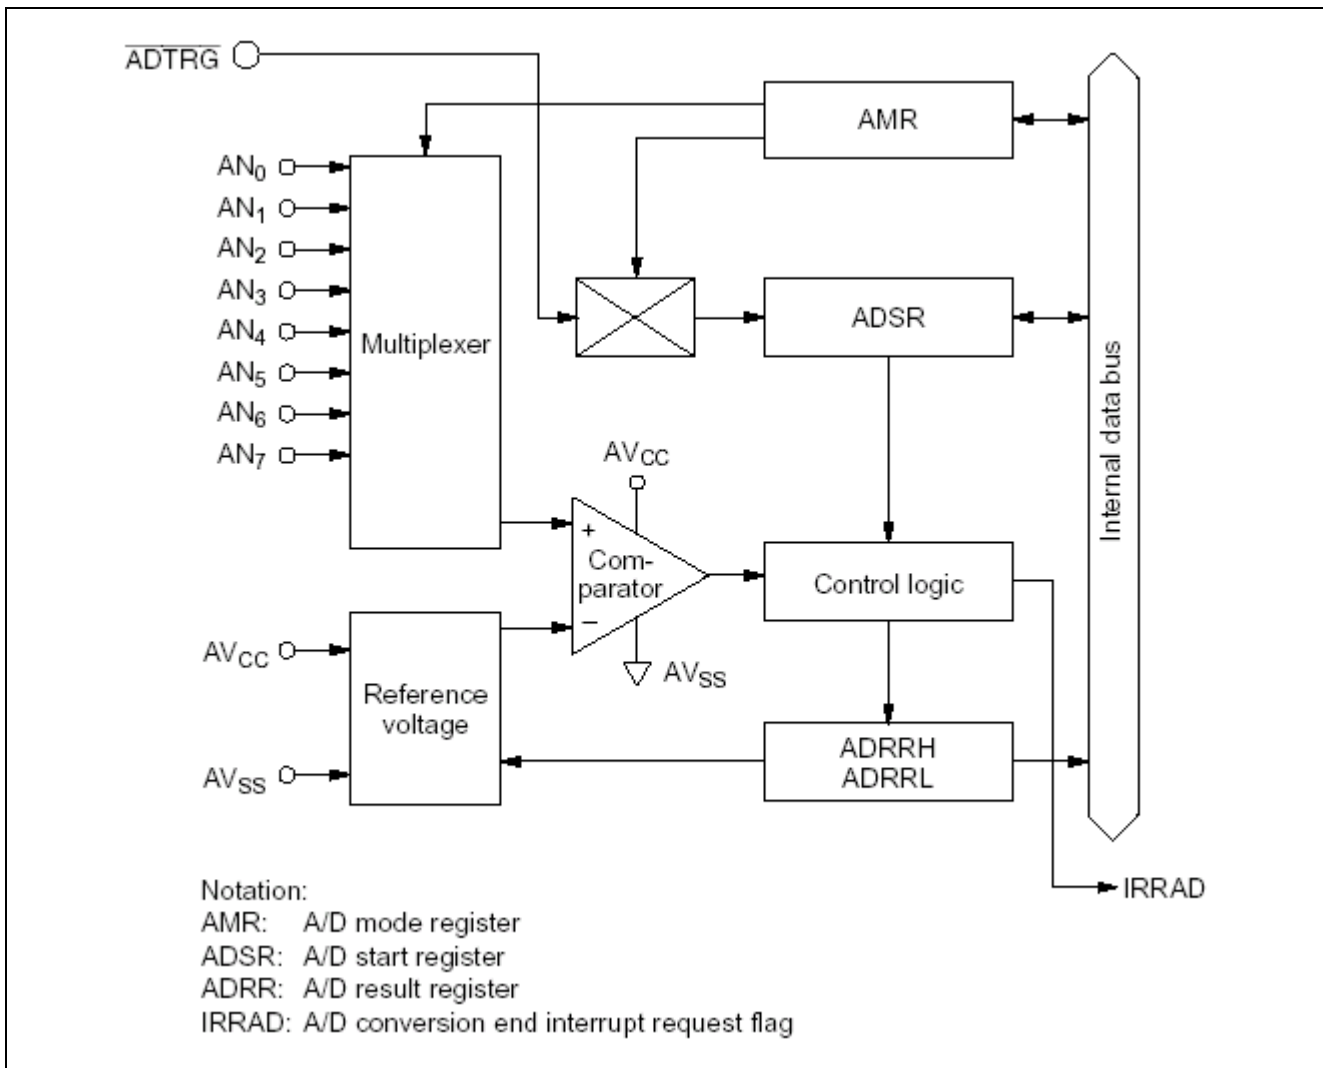 ADTRG
AMR
AN0
AN1
AN2
AN3
AN4
AN5
AN6
AN7
Multiplexer
ADSR
Internal data bus
AVCC
+
Com-
parator
−
AVSS
Control logic
AVCC
AVSS
Reference
voltage
ADRRH
ADRRL
IRRAD
Notation:
AMR: A/D mode register
ADSR: A/D start register
ADRR: A/D result register
IRRAD: A/D conversion end interrupt request flag